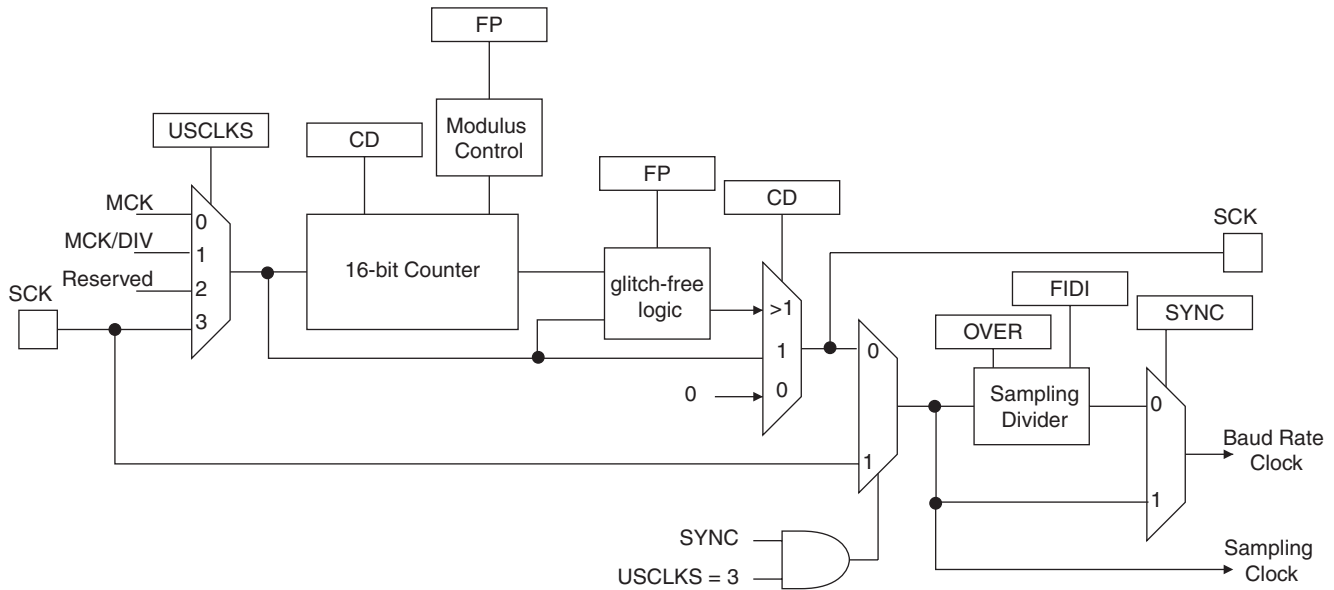 FP
USCLKS
CD
Modulus
Control
FP
CD
MCK
0
MCK/DIV
1
Reserved
2
SCK
3
16-bit Counter
glitch-free
logic
>1
1
0
0
SCK
FIDI
OVER
SYNC
0
Sampling
Divider
0
Baud Rate
Clock
1
1
SYNC
USCLKS = 3
Sampling
Clock